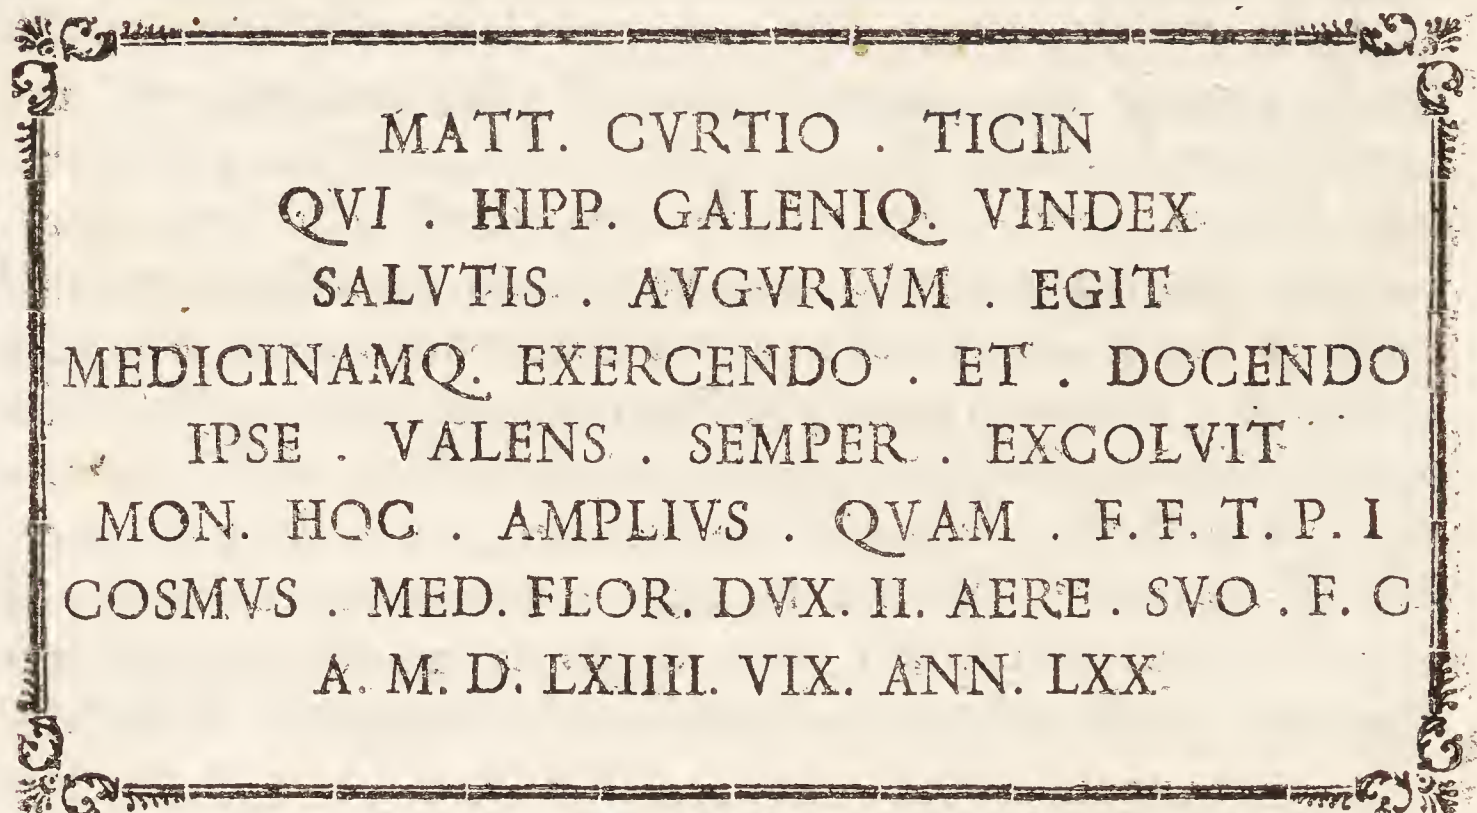 MATT. CVRTIO . TICIN
QVI . HIPP. GALENIQ. VINDEX
SALVTIS . AVGVRIVM . EGIT
MEDICINAMQ. EXERCENDO . ET . DOCENDO
IPSE . VALENS . SEMPER . EXCOLVIT
MON. HOC . AMPLIVS . QVAM . F. F. T. P. I
COSMVS . MED. FLOR. DVX. II. AERE . SVO . F. C
A. M. D. LXIIII. VIX. ANN. LXX